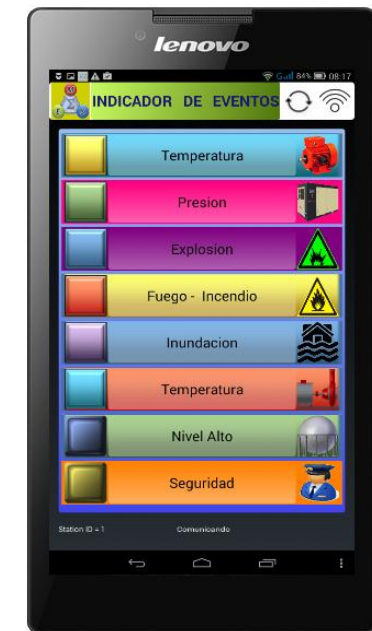 lenovo
84% 08:17
INDICADOR DE EVENTOS
Temperatura
Presion
Explosion
Fuego - Incendio
Inundacion
Temperatura
Nivel Alto
Seguridad
Station ID = 1 Comunicando